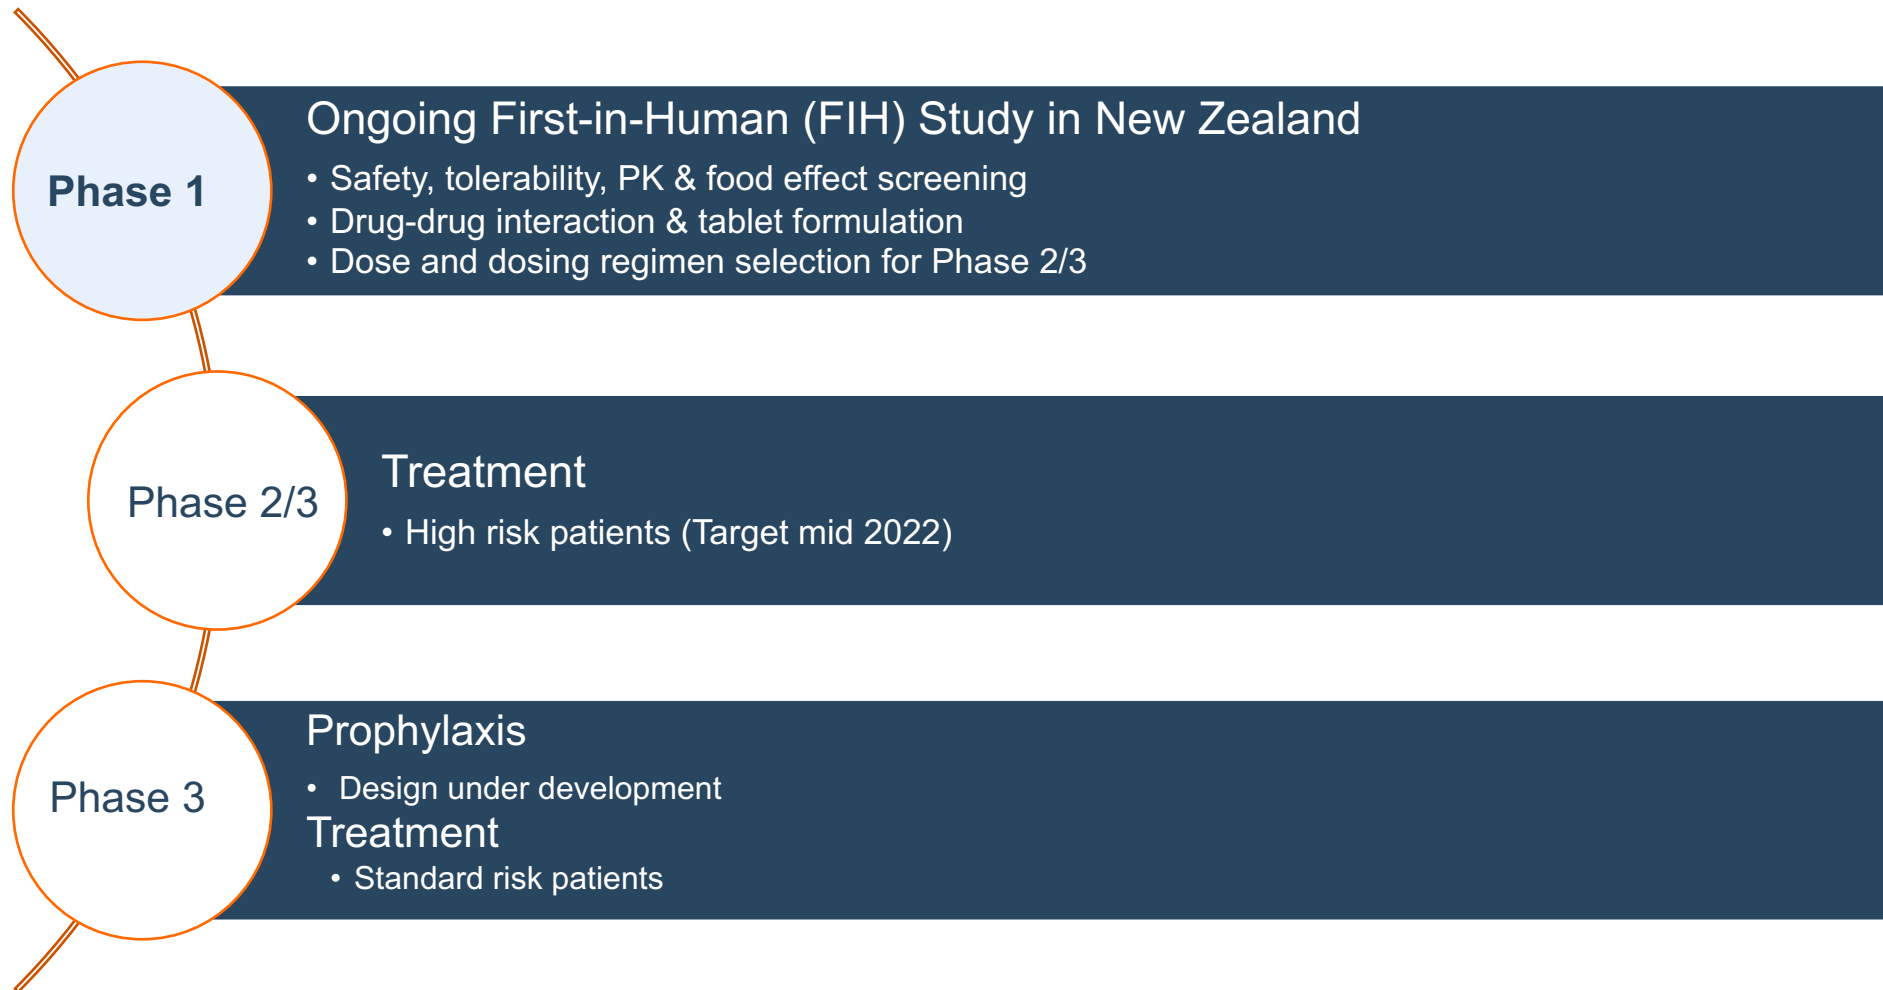 Phase 1
Ongoing First-in-Human (FIH) Study in New Zealand
• Safety, tolerability, PK & food effect screening
• Drug-drug interaction & tablet formulation
• Dose and dosing regimen selection for Phase 2/3
Phase 2/3
Treatment
• High risk patients (Target mid 2022)
Phase 3
Prophylaxis
• Design under development
Treatment
• Standard risk patients